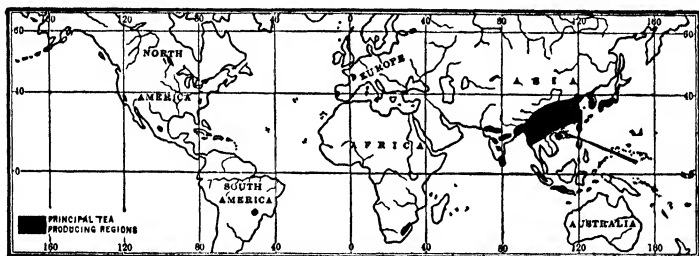 160 120 80 40 0 40 80 120 160
60 60
NORTH
EUROPE
ASIA
40 40
AMERICA
AFRICA
0 0
SOUTH
AMERICA
PRINCIPAL TEA
PRODUCING REGIONS
AUSTRALIA
160 120 80 40 0 40 80 120 160